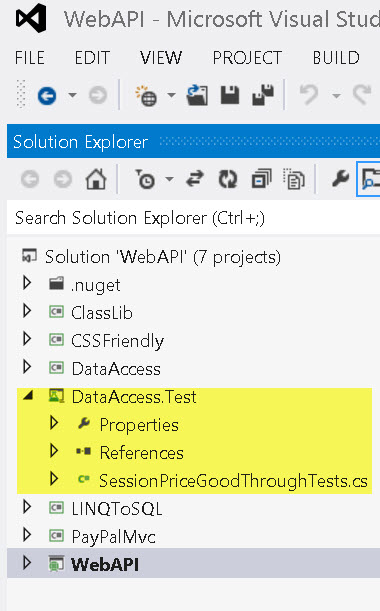 WebAPI - Microsoft Visual Stud
FILE EDIT VIEW PROJECT BUILD
Solution Explorer
Search Solution Explorer (Ctrl+;)
Solution 'WebAPI' (7 projects)
.nuget
ClassLib
CSSFriendly
DataAccess
DataAccess.Test
Properties
References
SessionPriceGoodThroughTests.cs
LINQToSQL
PayPalMvc
WebAPI